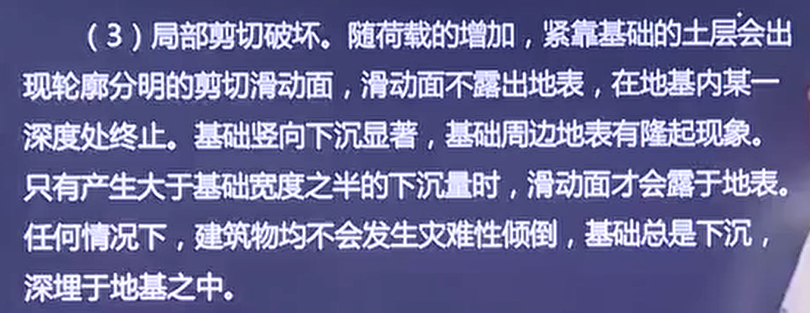 （3）局部剪切破坏。随荷载的增加，紧靠基础的土层会出
现轮廓分明的剪切滑动面，滑动面不露出地表，在地基内某一
深度处终止。基础竖向下沉显著，基础周边地表有隆起现象。
只有产生大于基础宽度之半的下沉量时，滑动面才会露于地表。
任何情况下，建筑物均不会发生灾难性倾倒，基础总是下沉，
深埋于地基之中。